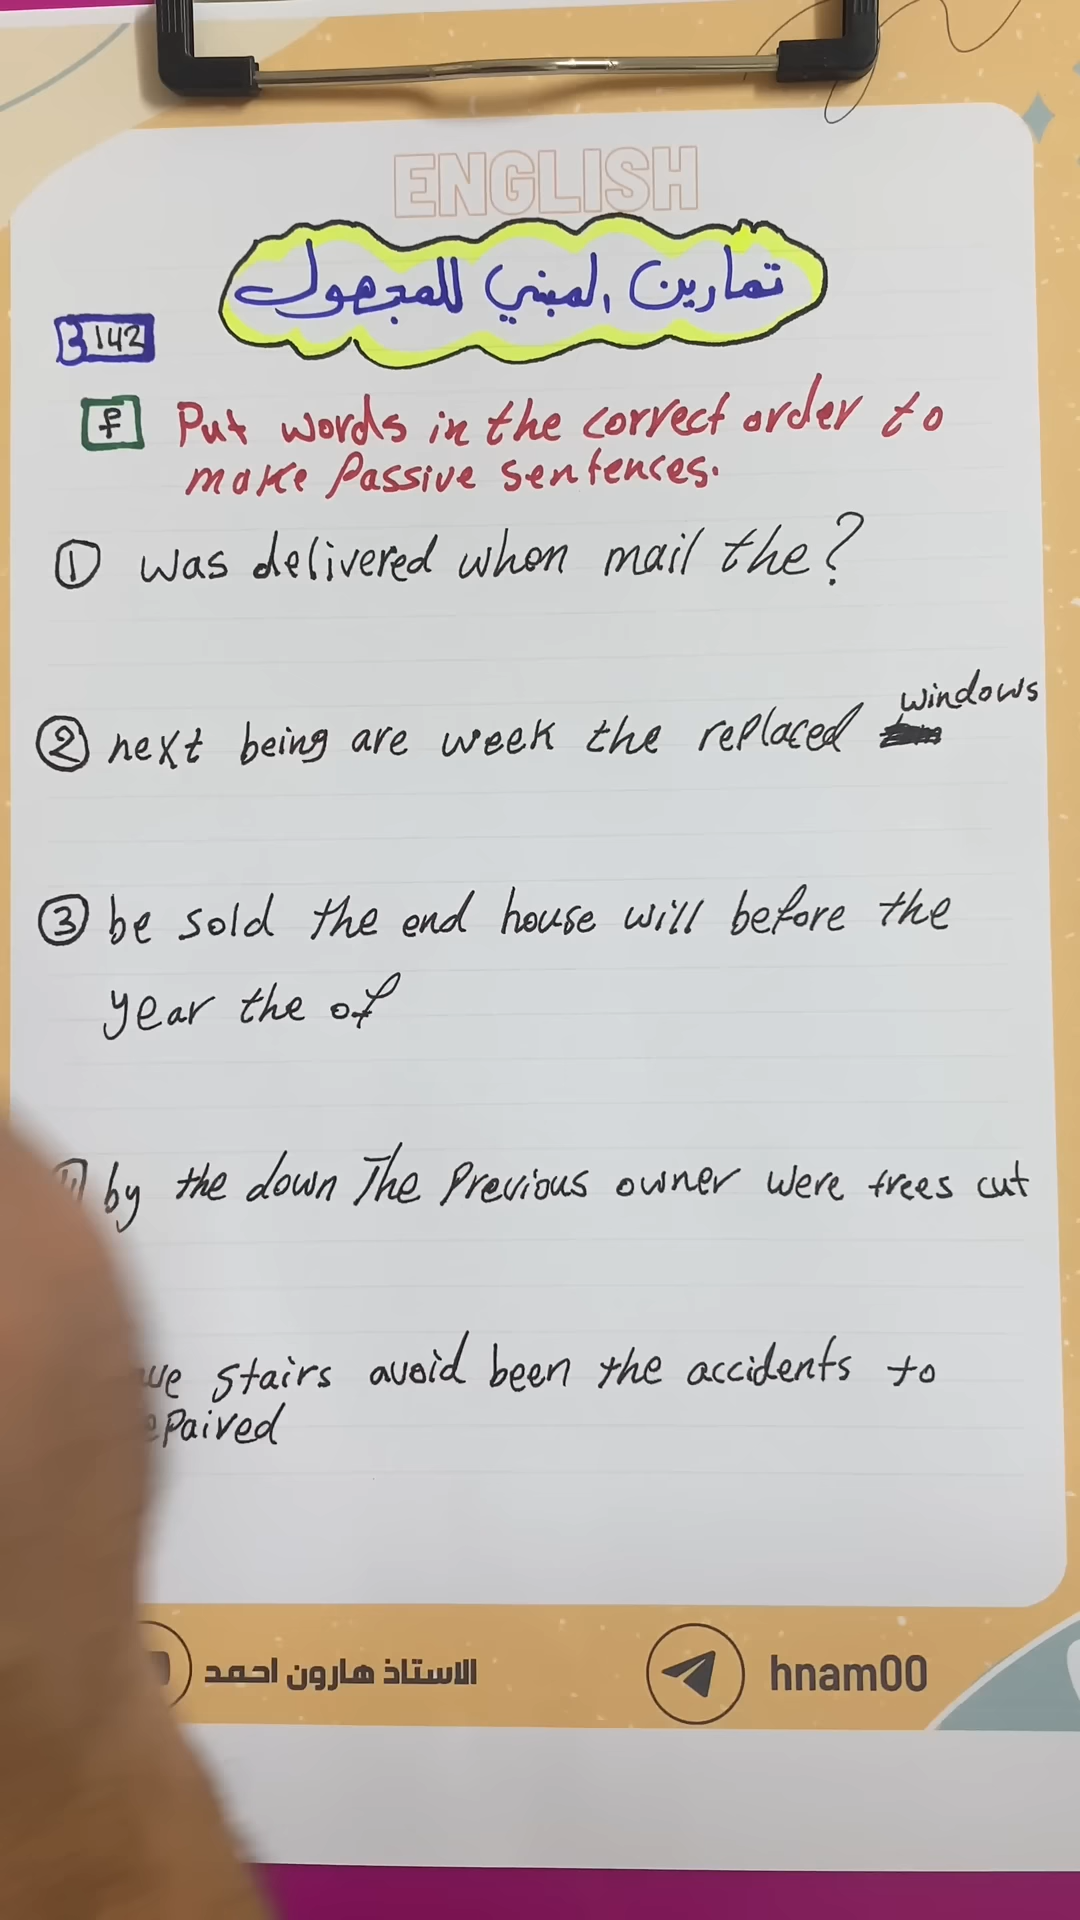 ENGLISH
تمارين المبني للمجهول
142
f Put words in the correct order to
make Passive sentences.
① was delivered when mail the?
windows
② next being are week the replaced
③ be sold the end house will before the
year the of
by the down The Previous owner were trees cut
stairs avoid been the accidents to
الاستاذ هارون احمد
hnam00